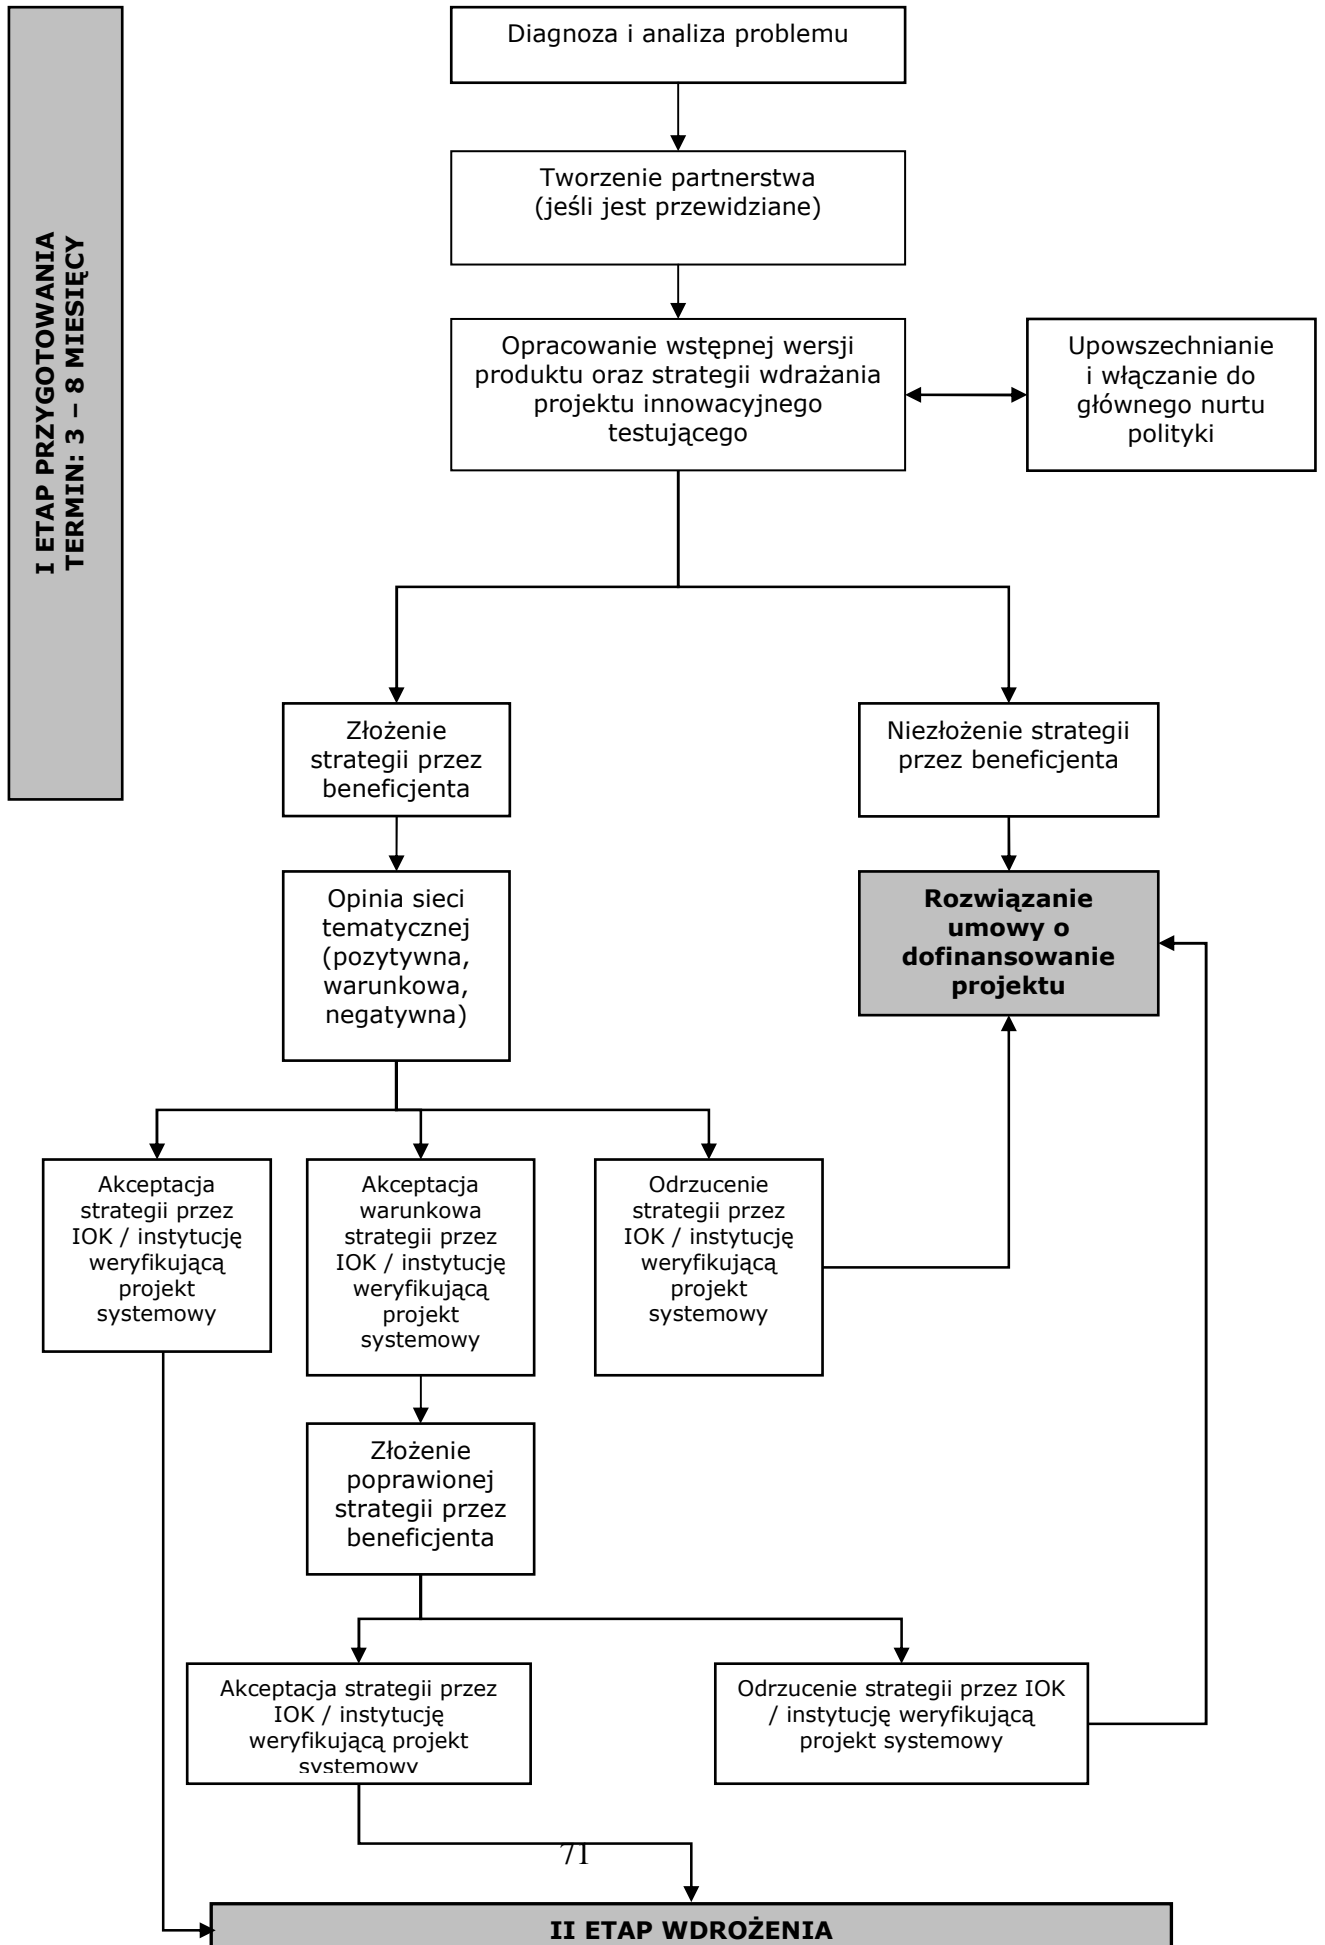 I ETAP PRZYGOTOWANIA
TERMIN: 3 – 8 MIESIĘCY
Diagnoza i analiza problemu
Tworzenie partnerstwa
(jeśli jest przewidziane)
Opracowanie wstępnej wersji
produktu oraz strategii wdrażania
projektu innowacyjnego
testującego
Upowszechnianie
i włączanie do
głównego nurtu
polityki
Złożenie
strategii przez
beneficjenta
Niezłożenie strategii
przez beneficjenta
Opinia sieci
tematycznej
(pozytywna,
warunkowa,
negatywna)
Rozwiązanie
umowy o
dofinansowanie
projektu
Akceptacja
strategii przez
IOK / instytucję
weryfikującą
projekt
systemowy
Akceptacja
warunkowa
strategii przez
IOK / instytucję
weryfikującą
projekt
systemowy
Odrzucenie
strategii przez
IOK / instytucję
weryfikującą
projekt
systemowy
Złożenie
poprawionej
strategii przez
beneficjenta
Akceptacja strategii przez
IOK / instytucję
weryfikującą projekt
systemowy
Odrzucenie strategii przez IOK
/ instytucję weryfikującą
projekt systemowy
71
II ETAP WDROŻENIA